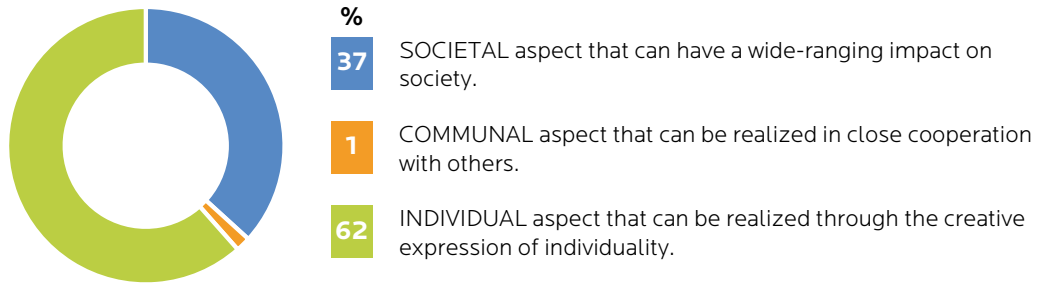 %
37
SOCIETAL aspect that can have a wide-ranging impact on
society.
1
COMMUNAL aspect that can be realized in close cooperation
with others.
62
INDIVIDUAL aspect that can be realized through the creative
expression of individuality.